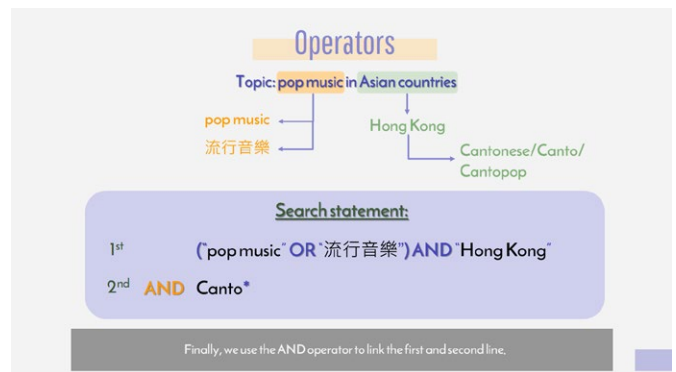 Operators
Topic: pop music in Asian countries
pop music
流行音樂
Hong Kong
Cantonese/Canto/
Cantopop
Search statement:
1st ("pop music" OR "流行音樂") AND "Hong Kong"
2nd AND Canto*
Finally, we use the AND operator to link the first and second line.